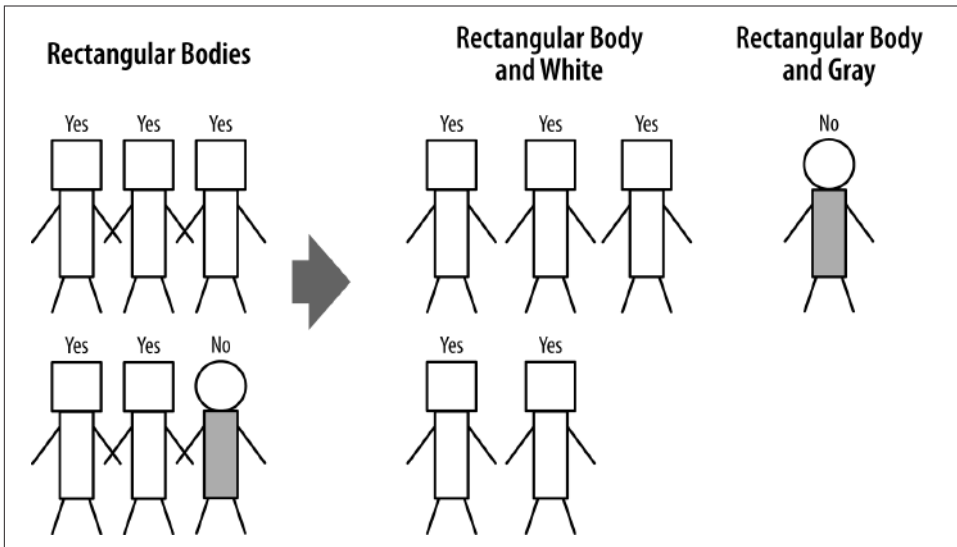 Rectangular Bodies
Rectangular Body
and White
Rectangular Body
and Gray
Yes Yes Yes
Yes Yes Yes
No
Yes Yes No
Yes Yes